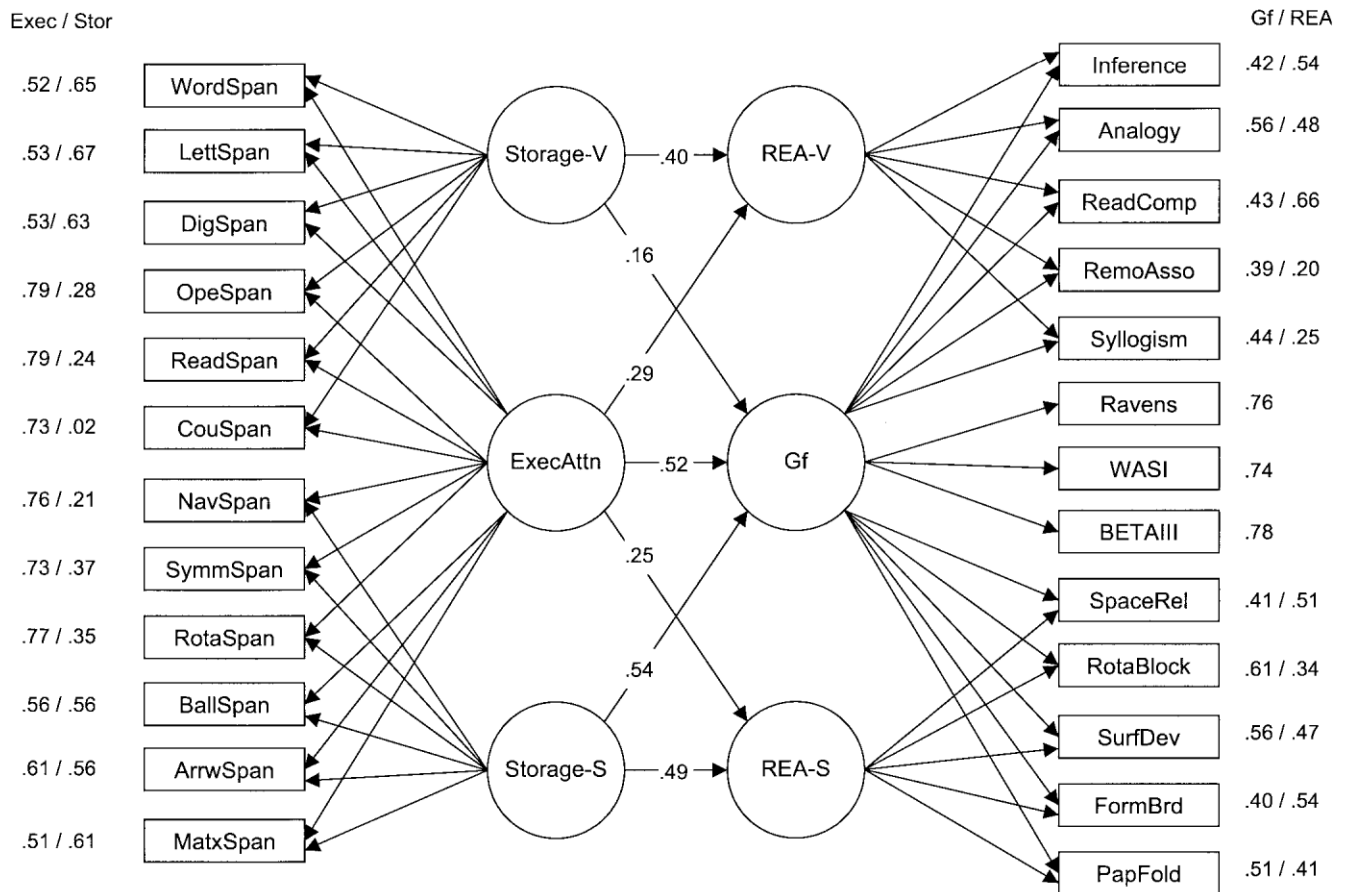 Exec / Stor
.52 / .65 WordSpan
.53 / .67 LettSpan
.53/ .63 DigSpan
.79 / .28 OpeSpan
.79 / .24 ReadSpan
.73 / .02 CouSpan
.76 / .21 NavSpan
.73 / .37 SymmSpan
.77 / .35 RotaSpan
.56 / .56 BallSpan
.61 / .56 ArrwSpan
.51 / .61 MatxSpan
Storage-V
ExecAttn
Storage-S
.40
.16
.29
.52
.25
.54
.49
REA-V
Gf
REA-S
Gf / REA
Inference .42 / .54
Analogy .56 / .48
ReadComp .43 / .66
RemoAsso .39 / .20
Syllogism .44 / .25
Ravens .76
WASI .74
BETAIII .78
SpaceRel .41 / .51
RotaBlock .61 / .34
SurfDev .56 / .47
FormBrd .40 / .54
PapFold .51 / .41